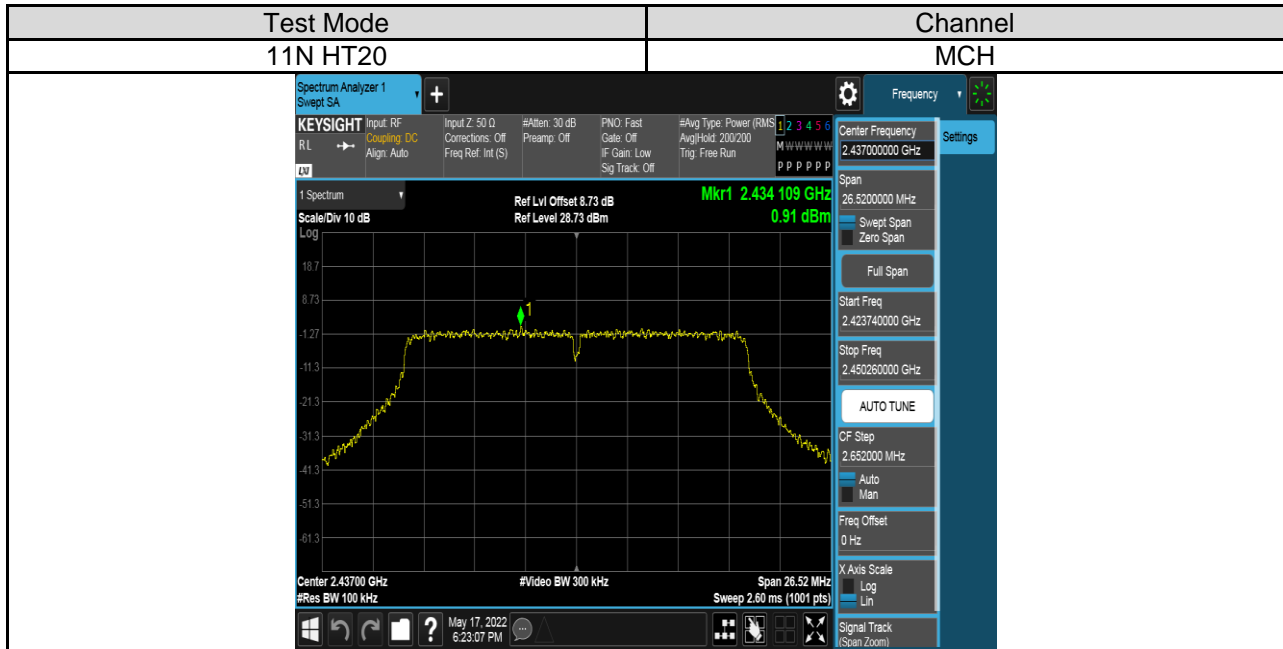 Test Mode Channel
11N HT20 MCH
Spectrum Analyzer 1
Swept SA
Frequency
KEYSIGHT Input: RF Input Z: 50 Ω #Atten: 30 dB PNO: Fast #Avg Type: Power (RMS 1 2 3 4 5 6
RL Coupling: DC Corrections: Off Preamp: Off Gate: Off Avg|Hold: 200/200 M W W W W W
Align: Auto Freq Ref: Int (S) IF Gain: Low Trig: Free Run
LXI Sig Track: Off P P P P P P
1 Spectrum
Ref Lvl Offset 8.73 dB Mkr1 2.434 109 GHz
Scale/Div 10 dB Ref Level 28.73 dBm 0.91 dBm
Log
18.7
8.73
1
-1.27
-11.3
-21.3
-31.3
-41.3
-51.3
-61.3
Center 2.43700 GHz #Video BW 300 kHz Span 26.52 MHz
#Res BW 100 kHz Sweep 2.60 ms (1001 pts)
Center Frequency
2.437000000 GHz
Settings
Span
26.5200000 MHz
Swept Span
Zero Span
Full Span
Start Freq
2.423740000 GHz
Stop Freq
2.450260000 GHz
AUTO TUNE
CF Step
2.652000 MHz
Auto
Man
Freq Offset
0 Hz
X Axis Scale
Log
Lin
Signal Track
(Span Zoom)
?
May 17, 2022
6:23:07 PM